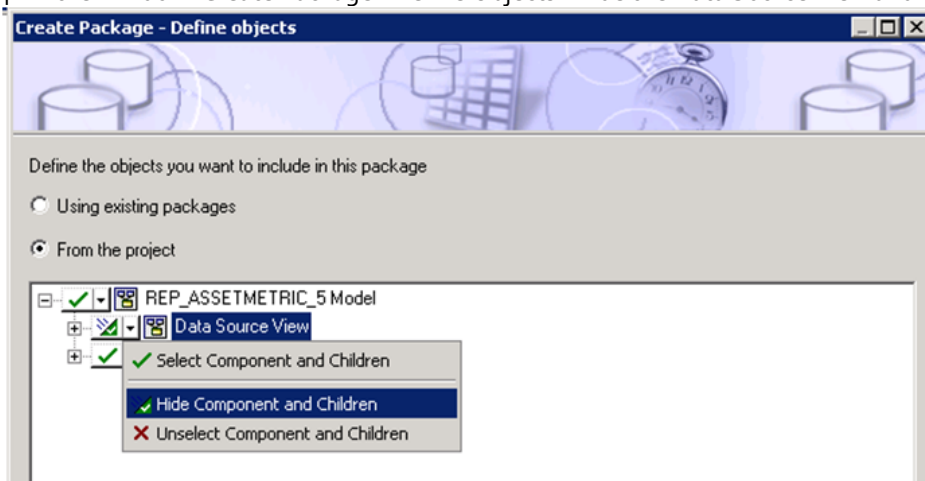 Create Package - Define objects
Define the objects you want to include in this package
Using existing packages
From the project
REP_ASSETMETRIC_5 Model
Data Source View
Select Component and Children
Hide Component and Children
Unselect Component and Children